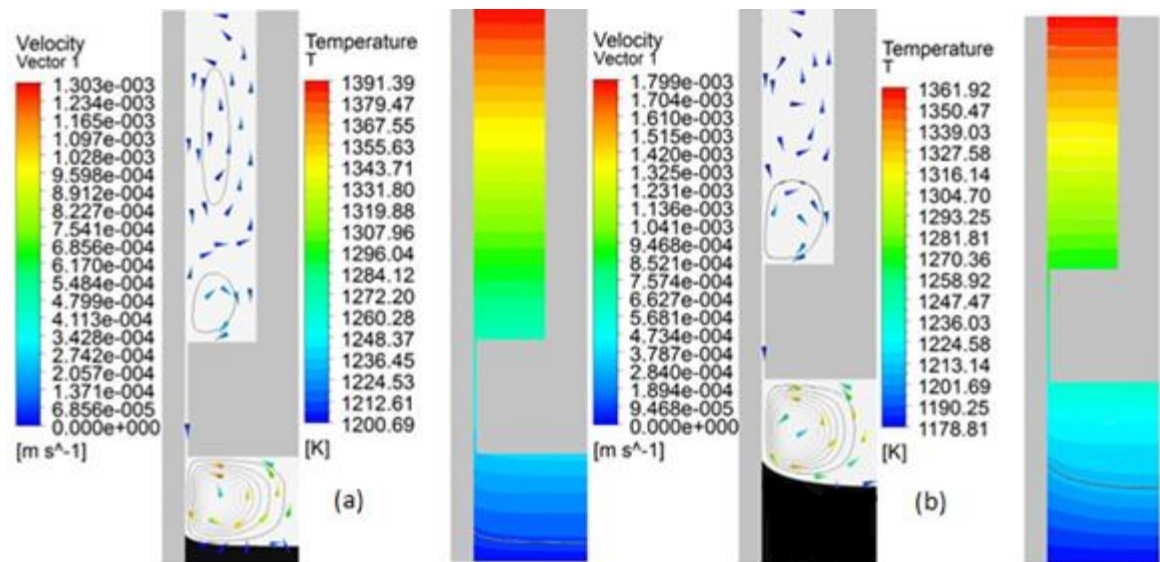 Velocity
Vector 1
1.303e-003
1.234e-003
1.165e-003
1.097e-003
1.028e-003
9.598e-004
8.912e-004
8.227e-004
7.541e-004
6.856e-004
6.170e-004
5.484e-004
4.799e-004
4.113e-004
3.428e-004
2.742e-004
2.057e-004
1.371e-004
6.856e-005
0.000e+000
[m s^-1]
Temperature
T
1391.39
1379.47
1367.55
1355.63
1343.71
1331.80
1319.88
1307.96
1296.04
1284.12
1272.20
1260.28
1248.37
1236.45
1224.53
1212.61
1200.69
[K]
(a)
Velocity
Vector 1
1.799e-003
1.704e-003
1.610e-003
1.515e-003
1.420e-003
1.325e-003
1.231e-003
1.136e-003
1.041e-003
9.468e-004
8.521e-004
7.574e-004
6.627e-004
5.681e-004
4.734e-004
3.787e-004
2.840e-004
1.894e-004
9.468e-005
0.000e+000
[m s^-1]
Temperature
T
1361.92
1350.47
1339.03
1327.58
1316.14
1304.70
1293.25
1281.81
1270.36
1258.92
1247.47
1236.03
1224.58
1213.14
1201.69
1190.25
1178.81
[K]
(b)